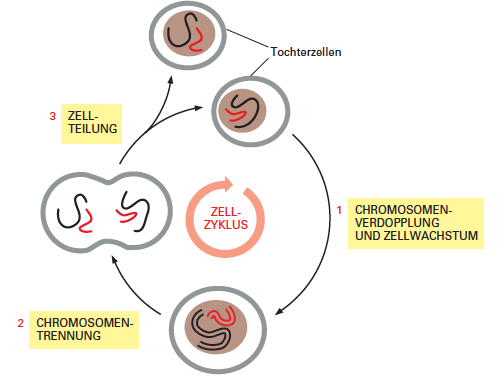 Tochterzellen
3 ZELL-
TEILUNG
ZELL-
ZYKLUS
1 CHROMOSOMEN-
VERDOPPLUNG
UND ZELLWACHSTUM
2 CHROMOSOMEN-
TRENNUNG